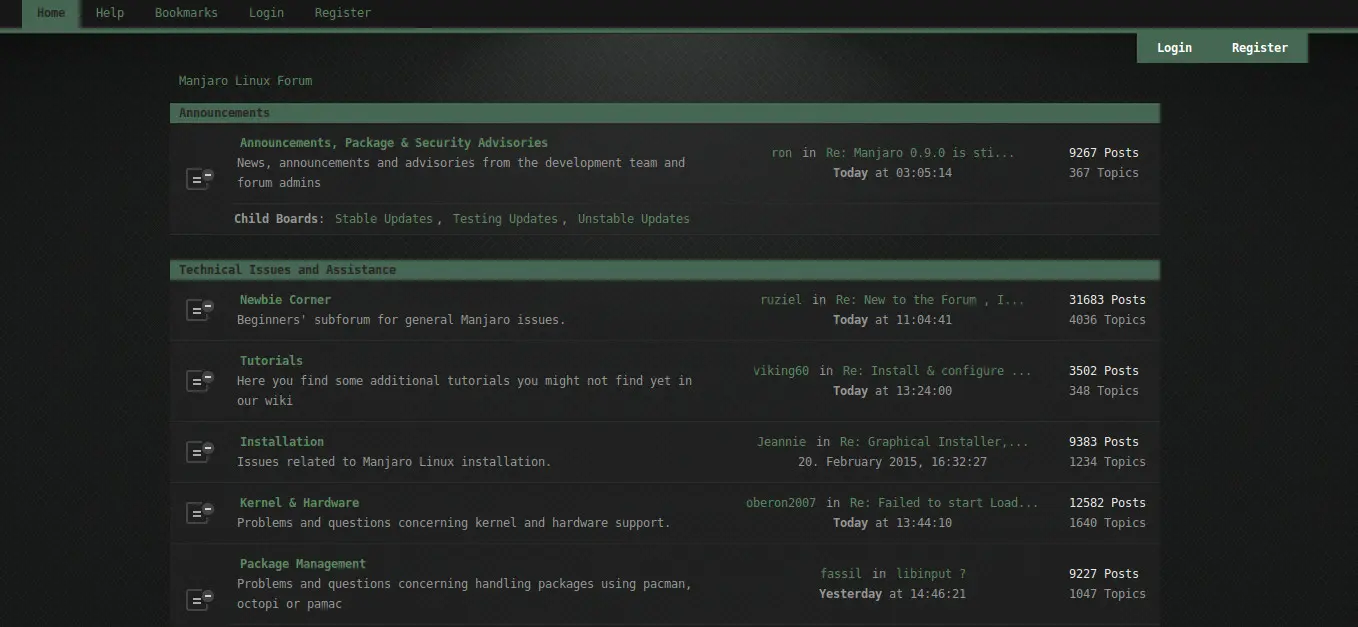 Home Help Bookmarks Login Register
Login Register
Manjaro Linux Forum
Announcements
Announcements, Package & Security Advisories
News, announcements and advisories from the development team and
forum admins
ron in Re: Manjaro 0.9.0 is sti...
Today at 03:05:14
9267 Posts
367 Topics
Child Boards: Stable Updates, Testing Updates, Unstable Updates
Technical Issues and Assistance
Newbie Corner
Beginners' subforum for general Manjaro issues.
ruziel in Re: New to the Forum , I...
Today at 11:04:41
31683 Posts
4036 Topics
Tutorials
Here you find some additional tutorials you might not find yet in
our wiki
viking60 in Re: Install & configure ...
Today at 13:24:00
3502 Posts
348 Topics
Installation
Issues related to Manjaro Linux installation.
Jeannie in Re: Graphical Installer,...
20. February 2015, 16:32:27
9383 Posts
1234 Topics
Kernel & Hardware
Problems and questions concerning kernel and hardware support.
oberon2007 in Re: Failed to start Load...
Today at 13:44:10
12582 Posts
1640 Topics
Package Management
Problems and questions concerning handling packages using pacman,
octopi or pamac
fassil in libinput ?
Yesterday at 14:46:21
9227 Posts
1047 Topics